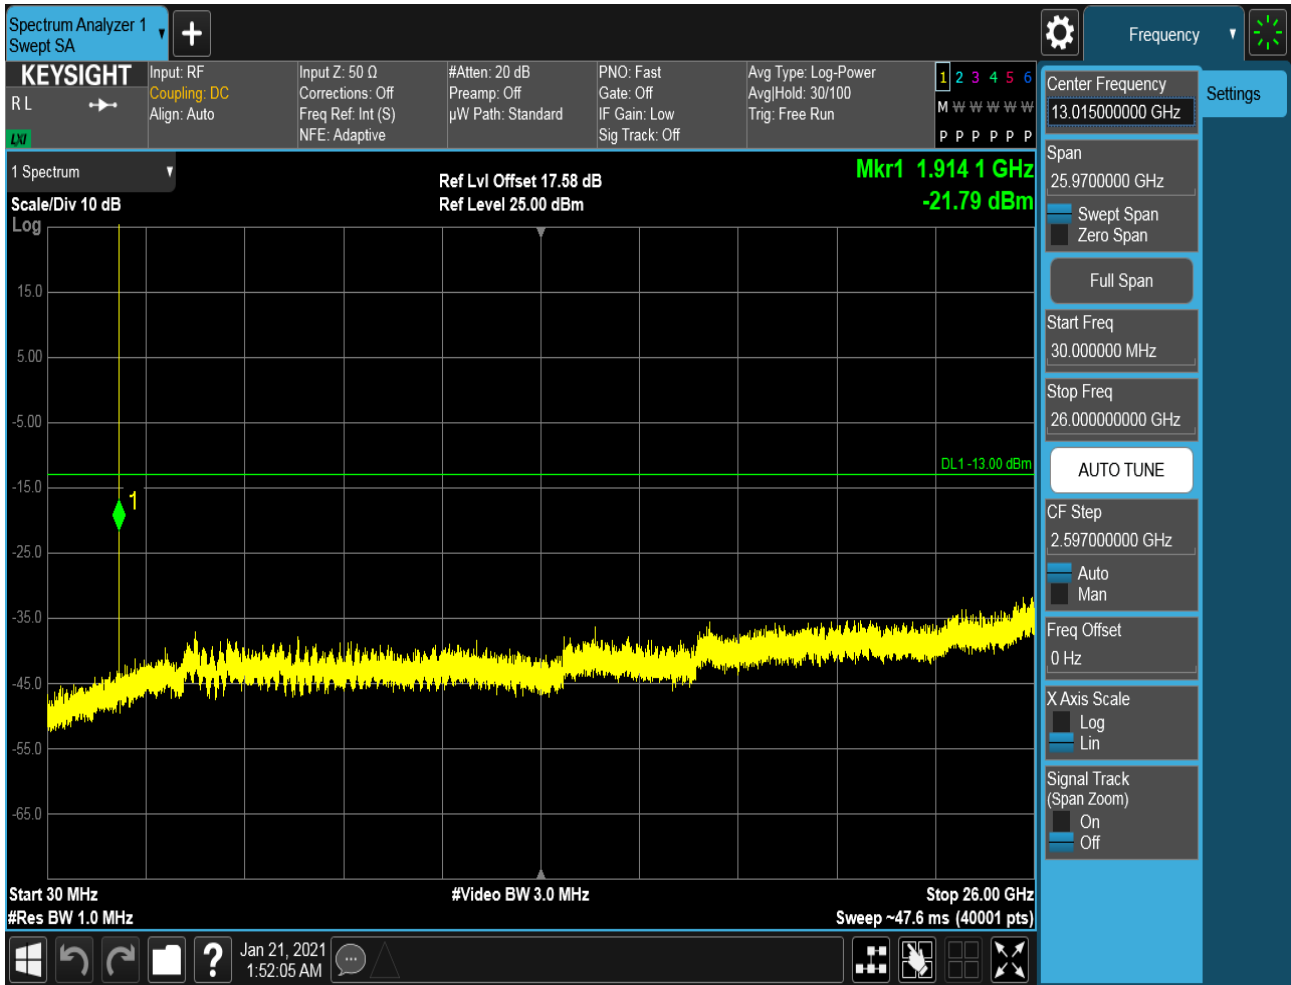 Spectrum Analyzer 1
Swept SA
Frequency
KEYSIGHT
R L
LXI
Input: RF
Coupling: DC
Align: Auto
Input Z: 50 Ω
Corrections: Off
Freq Ref: Int (S)
NFE: Adaptive
#Atten: 20 dB
Preamp: Off
µW Path: Standard
PNO: Fast
Gate: Off
IF Gain: Low
Sig Track: Off
Avg Type: Log-Power
Avg|Hold: 30/100
Trig: Free Run
1 2 3 4 5 6
M W W W W W
P P P P P P
1 Spectrum
Scale/Div 10 dB
Log
Ref Lvl Offset 17.58 dB
Ref Level 25.00 dBm
Mkr1 1.914 1 GHz
-21.79 dBm
15.0
5.00
-5.00
DL1 -13.00 dBm
-15.0
1
-25.0
-35.0
-45.0
-55.0
-65.0
Start 30 MHz
#Res BW 1.0 MHz
#Video BW 3.0 MHz
Stop 26.00 GHz
Sweep ~47.6 ms (40001 pts)
Center Frequency
13.015000000 GHz
Settings
Span
25.9700000 GHz
Swept Span
Zero Span
Full Span
Start Freq
30.000000 MHz
Stop Freq
26.000000000 GHz
AUTO TUNE
CF Step
2.597000000 GHz
Auto
Man
Freq Offset
0 Hz
X Axis Scale
Log
Lin
Signal Track
(Span Zoom)
On
Off
?
Jan 21, 2021
1:52:05 AM